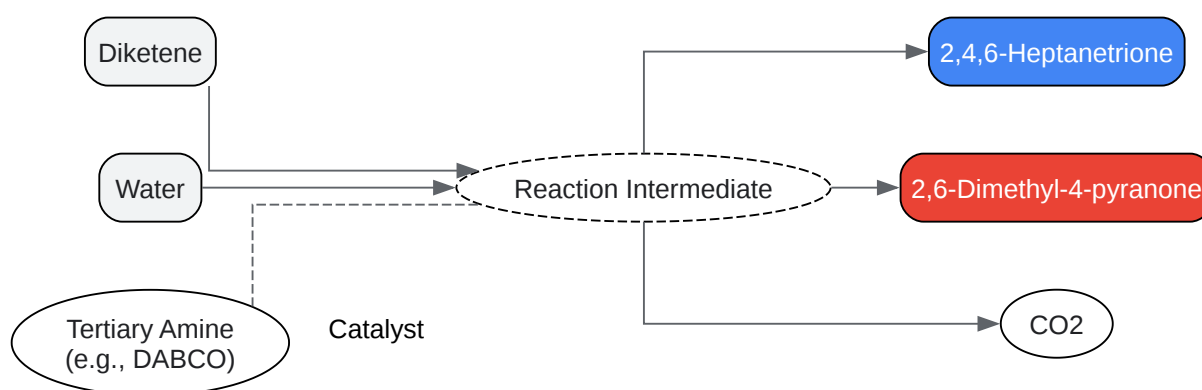 Diketene
2,4,6-Heptanetrione
Water
Reaction Intermediate
2,6-Dimethyl-4-pyranone
Tertiary Amine
(e.g., DABCO)
Catalyst
CO2